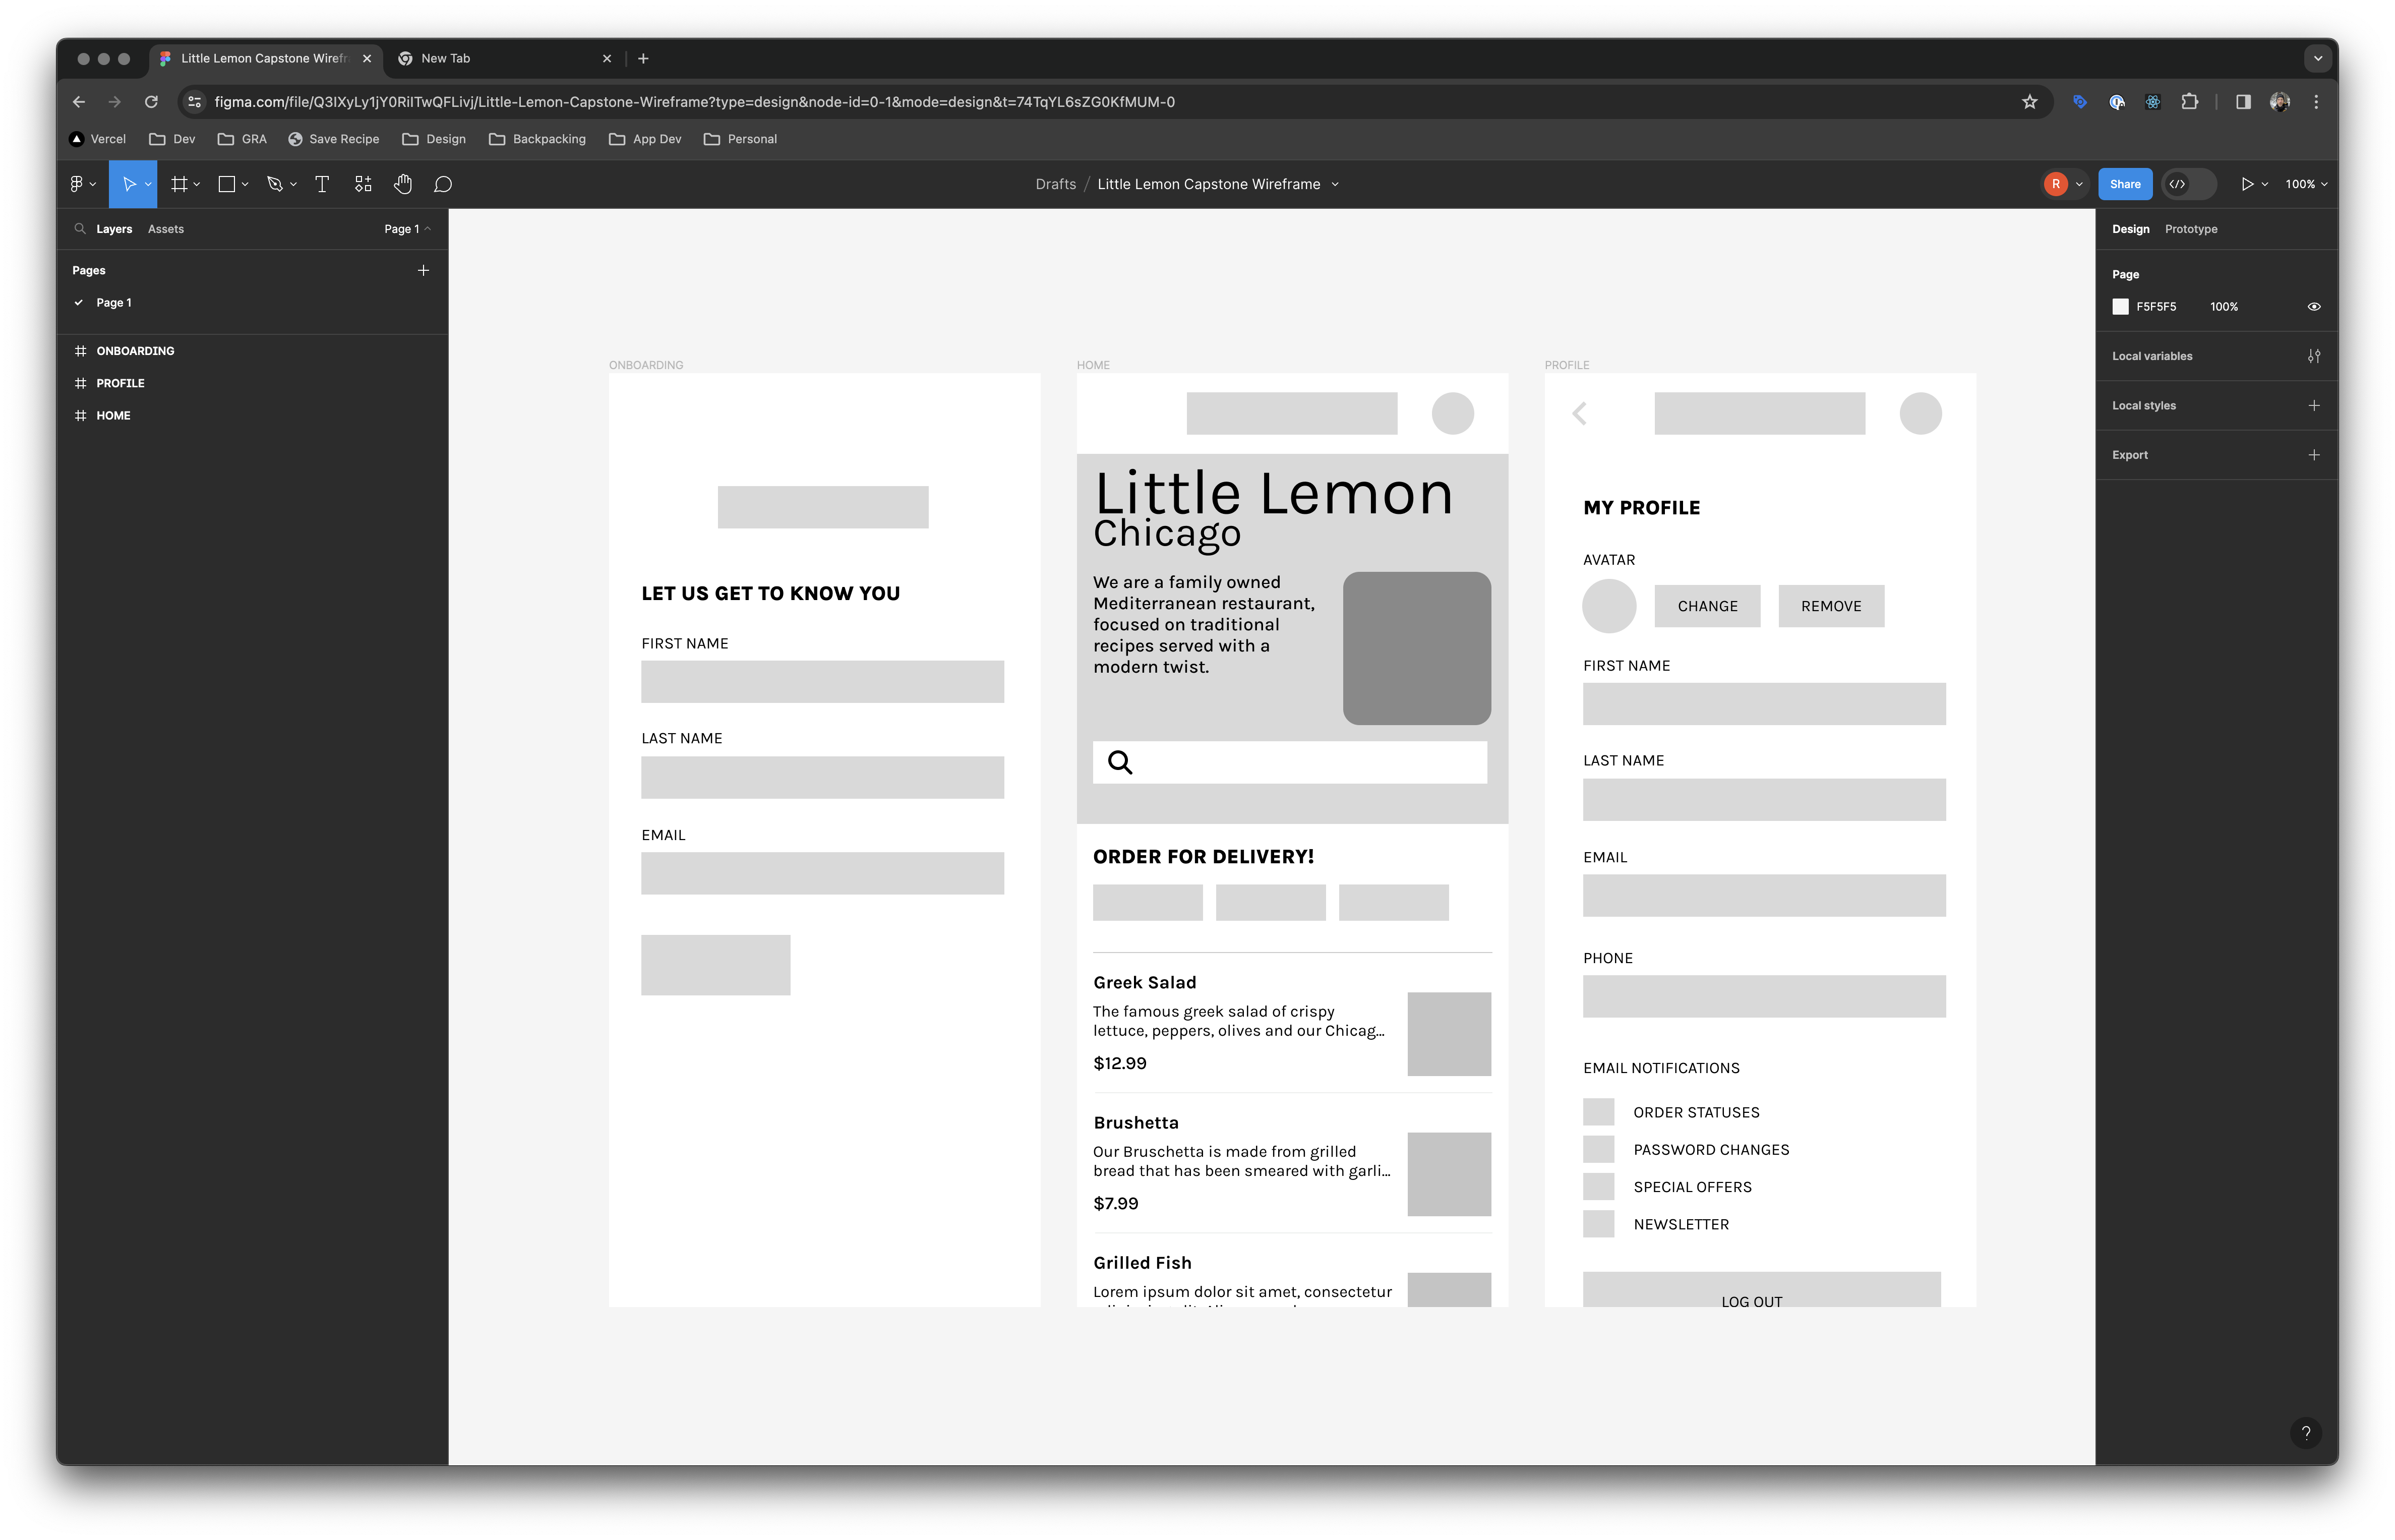 Little Lemon Capstone Wirefr
New Tab
figma.com/file/Q3IXyLy1jY0RiITwQFLivj/Little-Lemon-Capstone-Wireframe?type=design&node-id=0-1&mode=design&t=74TqYL6sZG0KfMUM-0
Vercel Dev GRA Save Recipe Design Backpacking App Dev Personal
Drafts / Little Lemon Capstone Wireframe
R Share 100%
Layers Assets Page 1
Pages
Page 1
ONBOARDING
PROFILE
HOME
ONBOARDING
LET US GET TO KNOW YOU
FIRST NAME
LAST NAME
EMAIL
HOME
Little Lemon
Chicago
We are a family owned
Mediterranean restaurant,
focused on traditional
recipes served with a
modern twist.
ORDER FOR DELIVERY!
Greek Salad
The famous greek salad of crispy
lettuce, peppers, olives and our Chicag...
$12.99
Brushetta
Our Bruschetta is made from grilled
bread that has been smeared with garli...
$7.99
Grilled Fish
Lorem ipsum dolor sit amet, consectetur
PROFILE
MY PROFILE
AVATAR
CHANGE REMOVE
FIRST NAME
LAST NAME
EMAIL
PHONE
EMAIL NOTIFICATIONS
ORDER STATUSES
PASSWORD CHANGES
SPECIAL OFFERS
NEWSLETTER
LOG OUT
Design Prototype
Page
F5F5F5 100%
Local variables
Local styles
Export
?